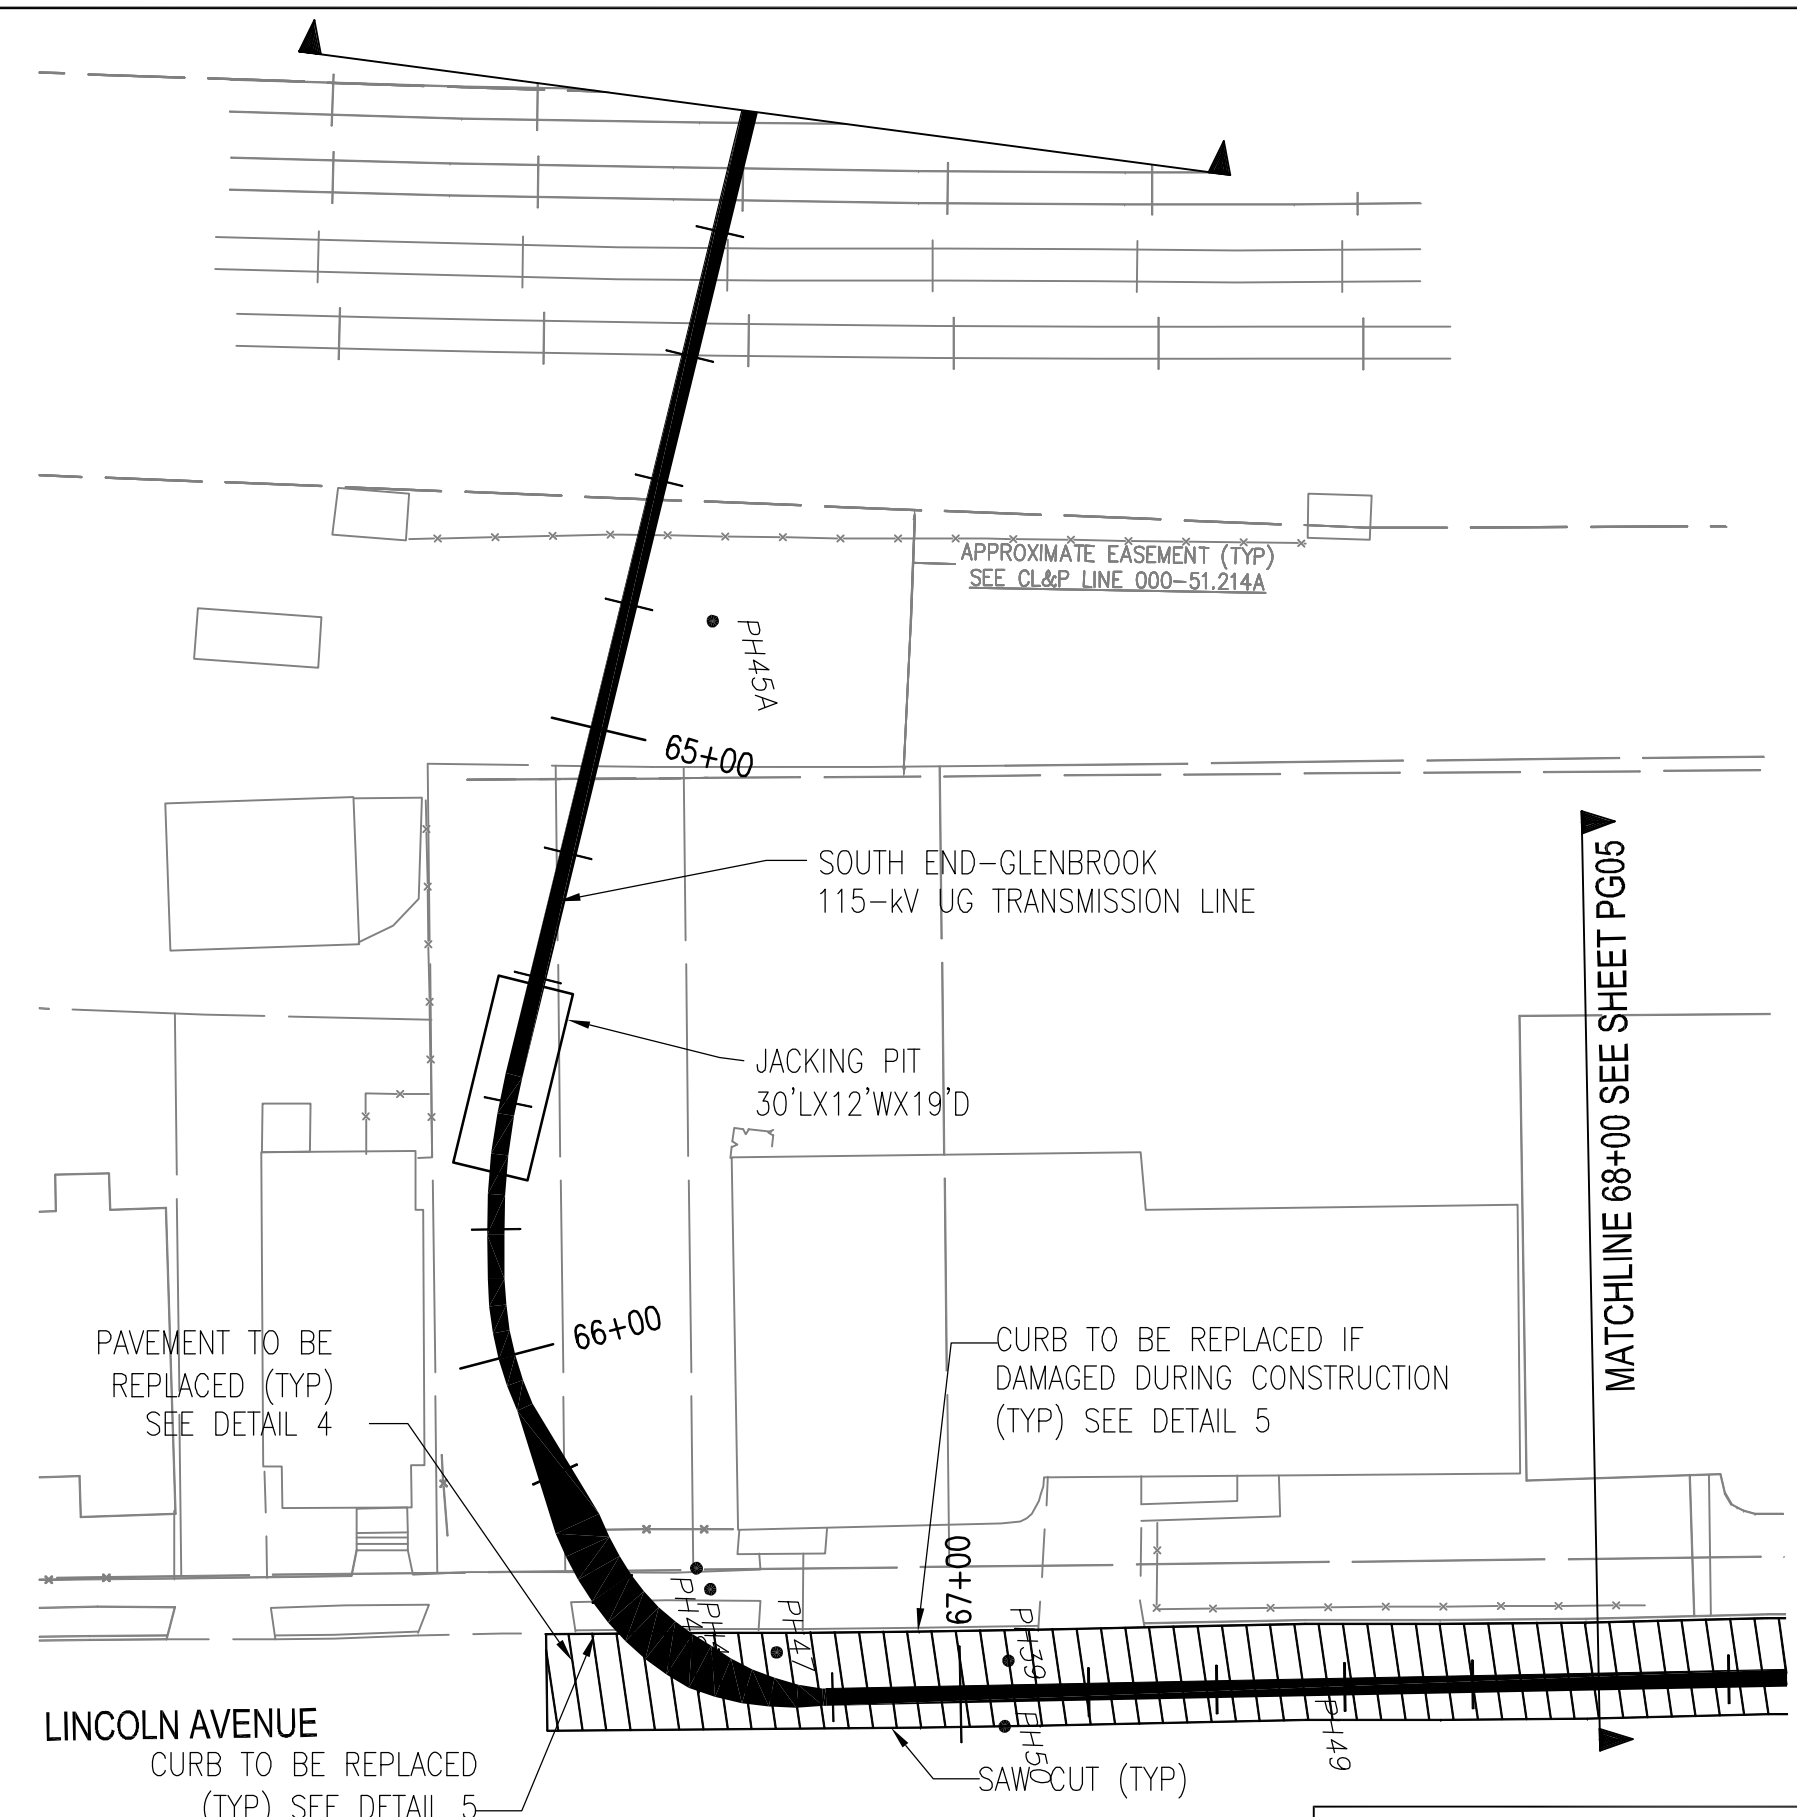 APPROXIMATE EASEMENT (TYP)
SEE CL&P LINE 000-51.214A
PH45A
65+00
SOUTH END-GLENBROOK
115-kV UG TRANSMISSION LINE
MATCHLINE 68+00 SEE SHEET PG05
JACKING PIT
30'LX12'WX19'D
66+00
PAVEMENT TO BE
REPLACED (TYP)
SEE DETAIL 4
CURB TO BE REPLACED IF
DAMAGED DURING CONSTRUCTION
(TYP) SEE DETAIL 5
67+00
PH47
PH39
PH50
PH49
LINCOLN AVENUE
CURB TO BE REPLACED
(TYP) SEE DETAIL 5
SAW CUT (TYP)